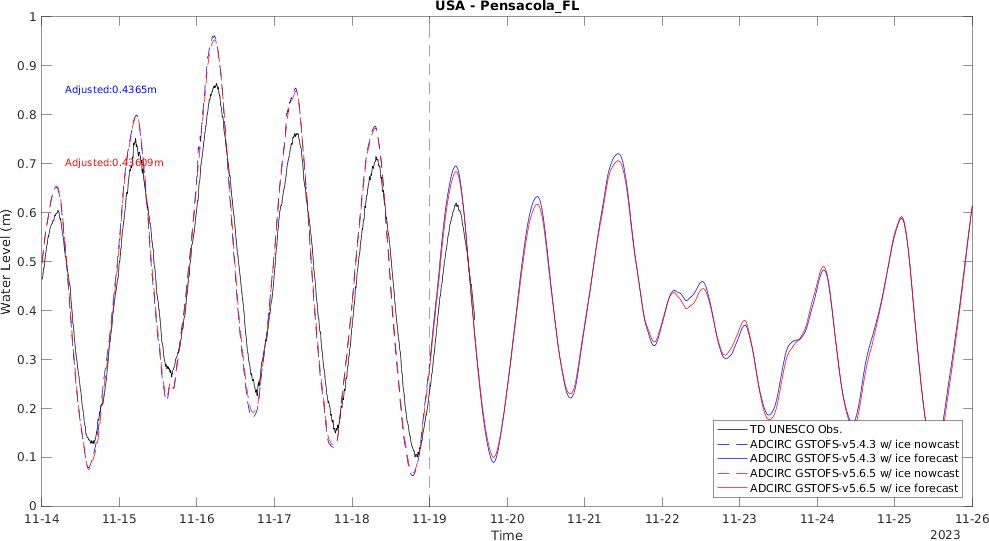 USA - Pensacola_FL
1
0.9
0.8
0.7
0.6
0.5
0.4
0.3
0.2
0.1
0
Water Level (m)
Adjusted:0.4365m
Adjusted:0.43609m
TD UNESCO Obs.
ADCIRC GSTOFS-v5.4.3 w/ ice nowcast
ADCIRC GSTOFS-v5.4.3 w/ ice forecast
ADCIRC GSTOFS-v5.6.5 w/ ice nowcast
ADCIRC GSTOFS-v5.6.5 w/ ice forecast
11-14 11-15 11-16 11-17 11-18 11-19 11-20 11-21 11-22 11-23 11-24 11-25 11-26
Time
2023